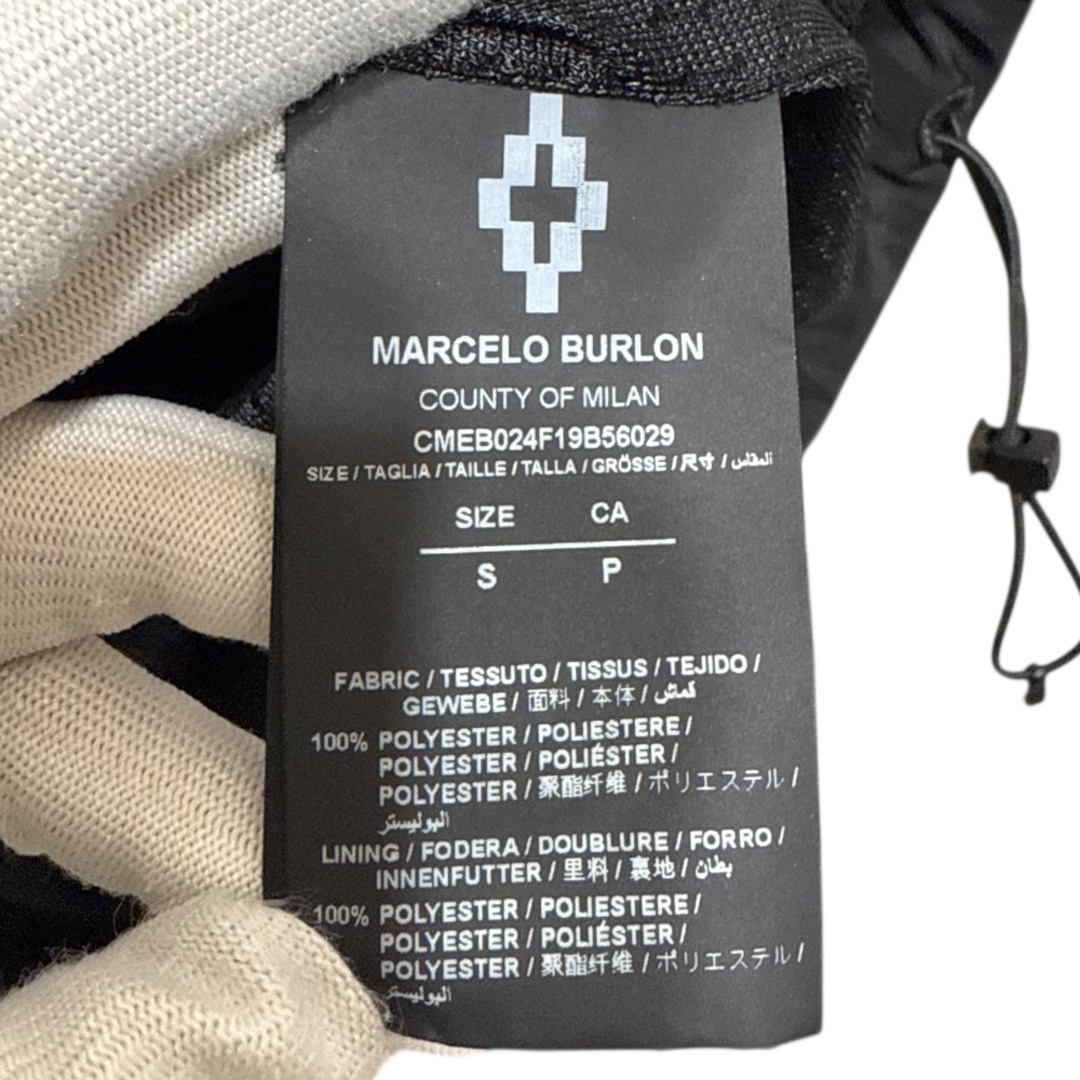 MARCELO BURLON
COUNTY OF MILAN
CMEB024F19B56029
SIZE / TAGLIA / TAILLE / TALLA / GRÖSSE / 尺寸 / المقاس
SIZE CA
S P
FABRIC / TESSUTO / TISSUS / TEJIDO /
GEWEBE / 面料 / 本体 / قماش
100% POLYESTER / POLIESTERE /
POLYESTER / POLIÉSTER /
POLYESTER / 聚酯纤维 / ポリエステル /
البوليستر
LINING / FODERA / DOUBLURE / FORRO /
INNENFUTTER / 里料 / 裏地 / بطان
100% POLYESTER / POLIESTERE /
POLYESTER / POLIÉSTER /
POLYESTER / 聚酯纤维 / ポリエステル /
البوليستر